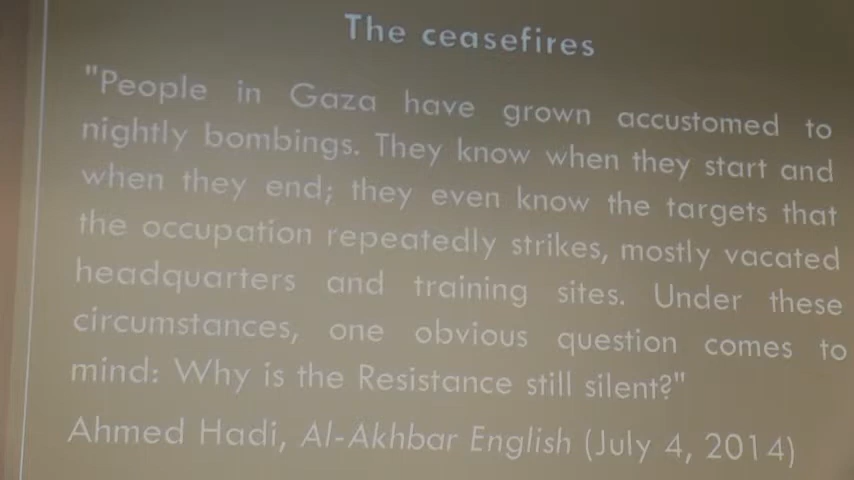 The ceasefires
"People in Gaza have grown accustomed to
nightly bombings. They know when they start and
when they end; they even know the targets that
the occupation repeatedly strikes, mostly vacated
headquarters and training sites. Under these
circumstances, one obvious question comes to
mind: Why is the Resistance still silent?"
Ahmed Hadi, Al-Akhbar English (July 4, 2014)